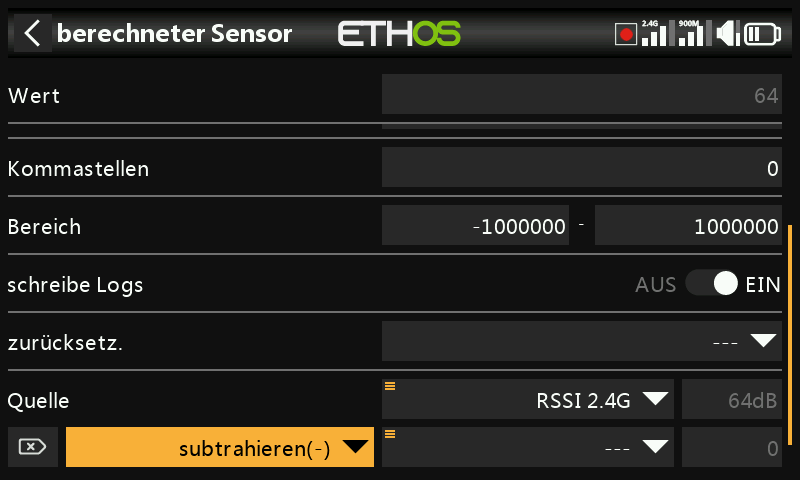 berechneter Sensor ETHOS 2.4G 900M
Wert 64
Kommastellen 0
Bereich -1000000 - 1000000
schreibe Logs AUS EIN
zurücksetz. ---
Quelle RSSI 2.4G 64dB
subtrahieren(-) --- 0